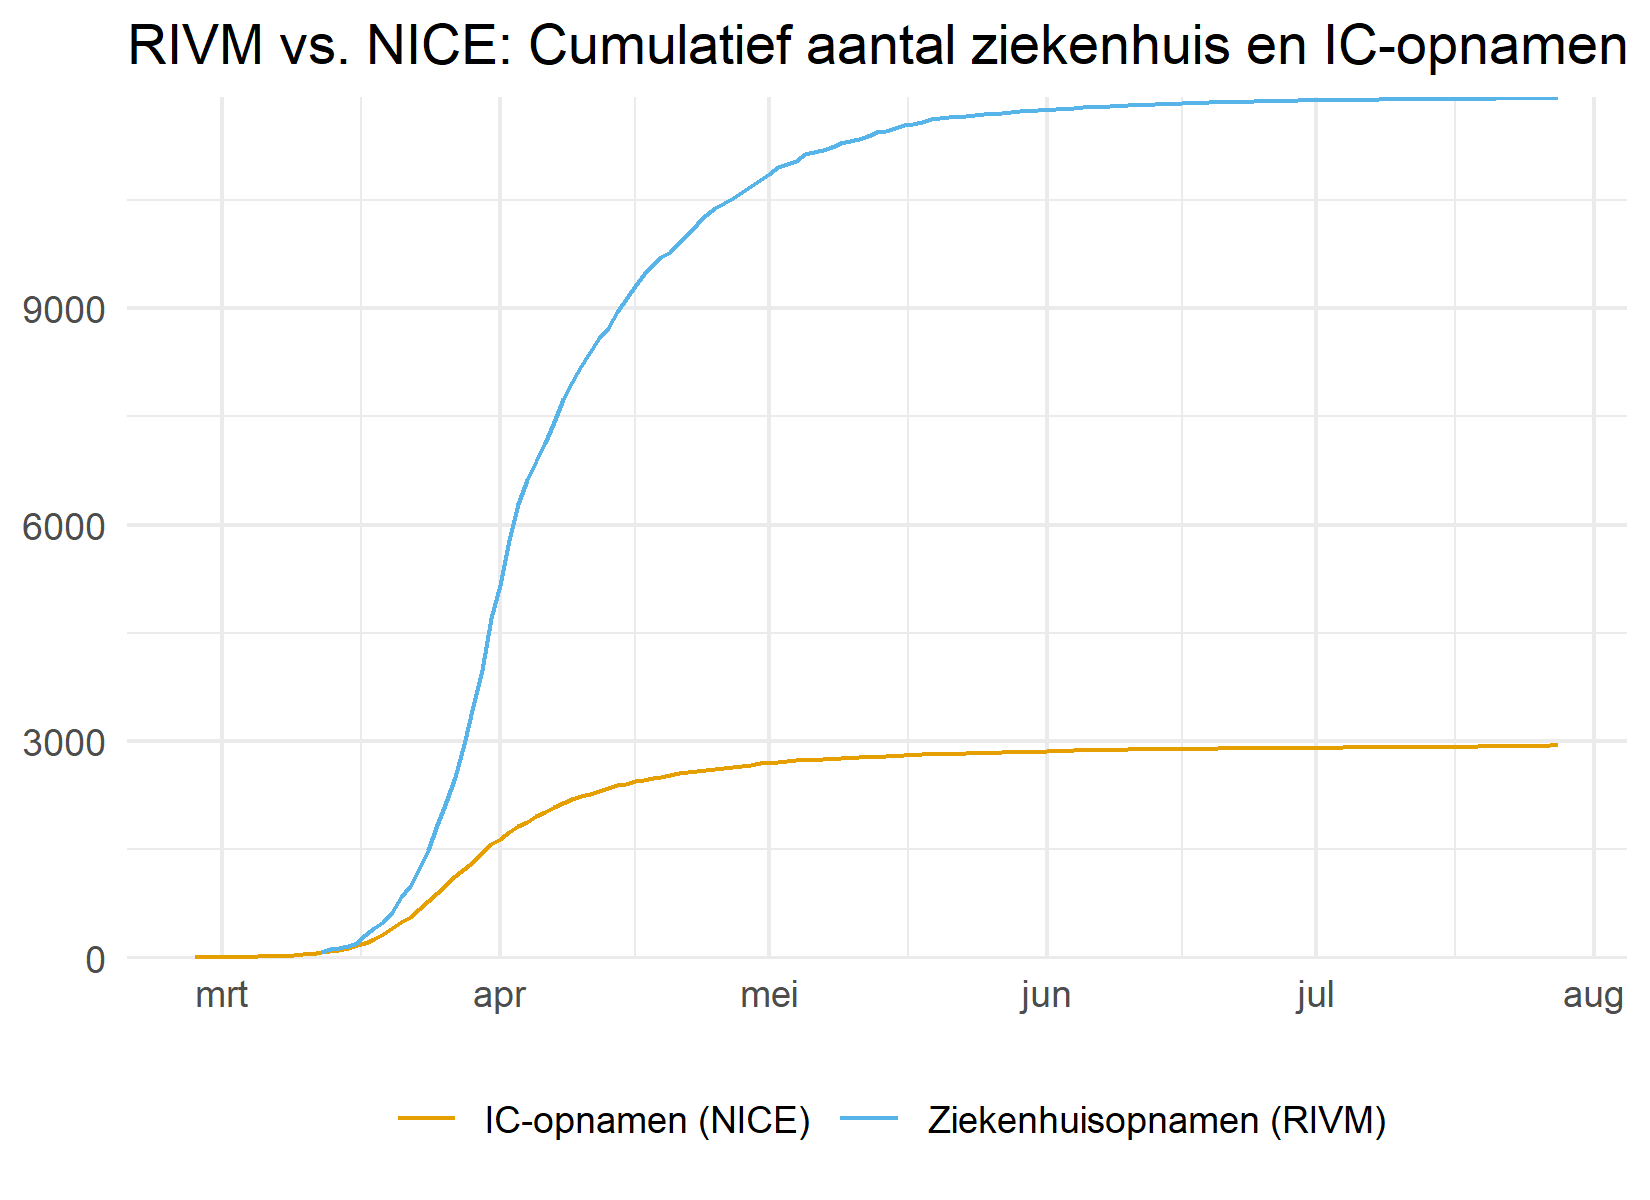 RIVM vs. NICE: Cumulatief aantal ziekenhuis en IC-opnamen
9000
6000
3000
0
mrt apr mei jun jul aug
IC-opnamen (NICE) Ziekenhuisopnamen (RIVM)